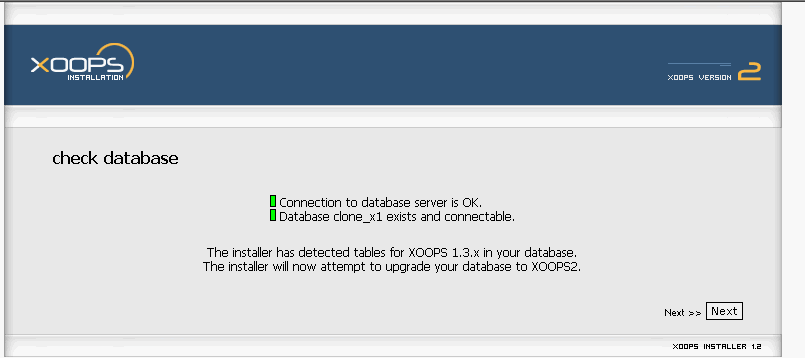 XOOPS
INSTALLATION
XOOPS VERSION 2
check database
Connection to database server is OK.
Database clone_x1 exists and connectable.
The installer has detected tables for XOOPS 1.3.x in your database.
The installer will now attempt to upgrade your database to XOOPS2.
Next >> Next
XOOPS INSTALLER 1.2